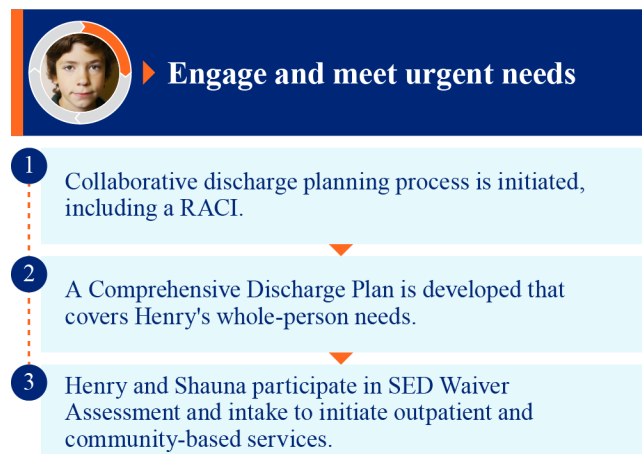 Engage and meet urgent needs
1
Collaborative discharge planning process is initiated,
including a RACI.
2
A Comprehensive Discharge Plan is developed that
covers Henry's whole-person needs.
3
Henry and Shauna participate in SED Waiver
Assessment and intake to initiate outpatient and
community-based services.